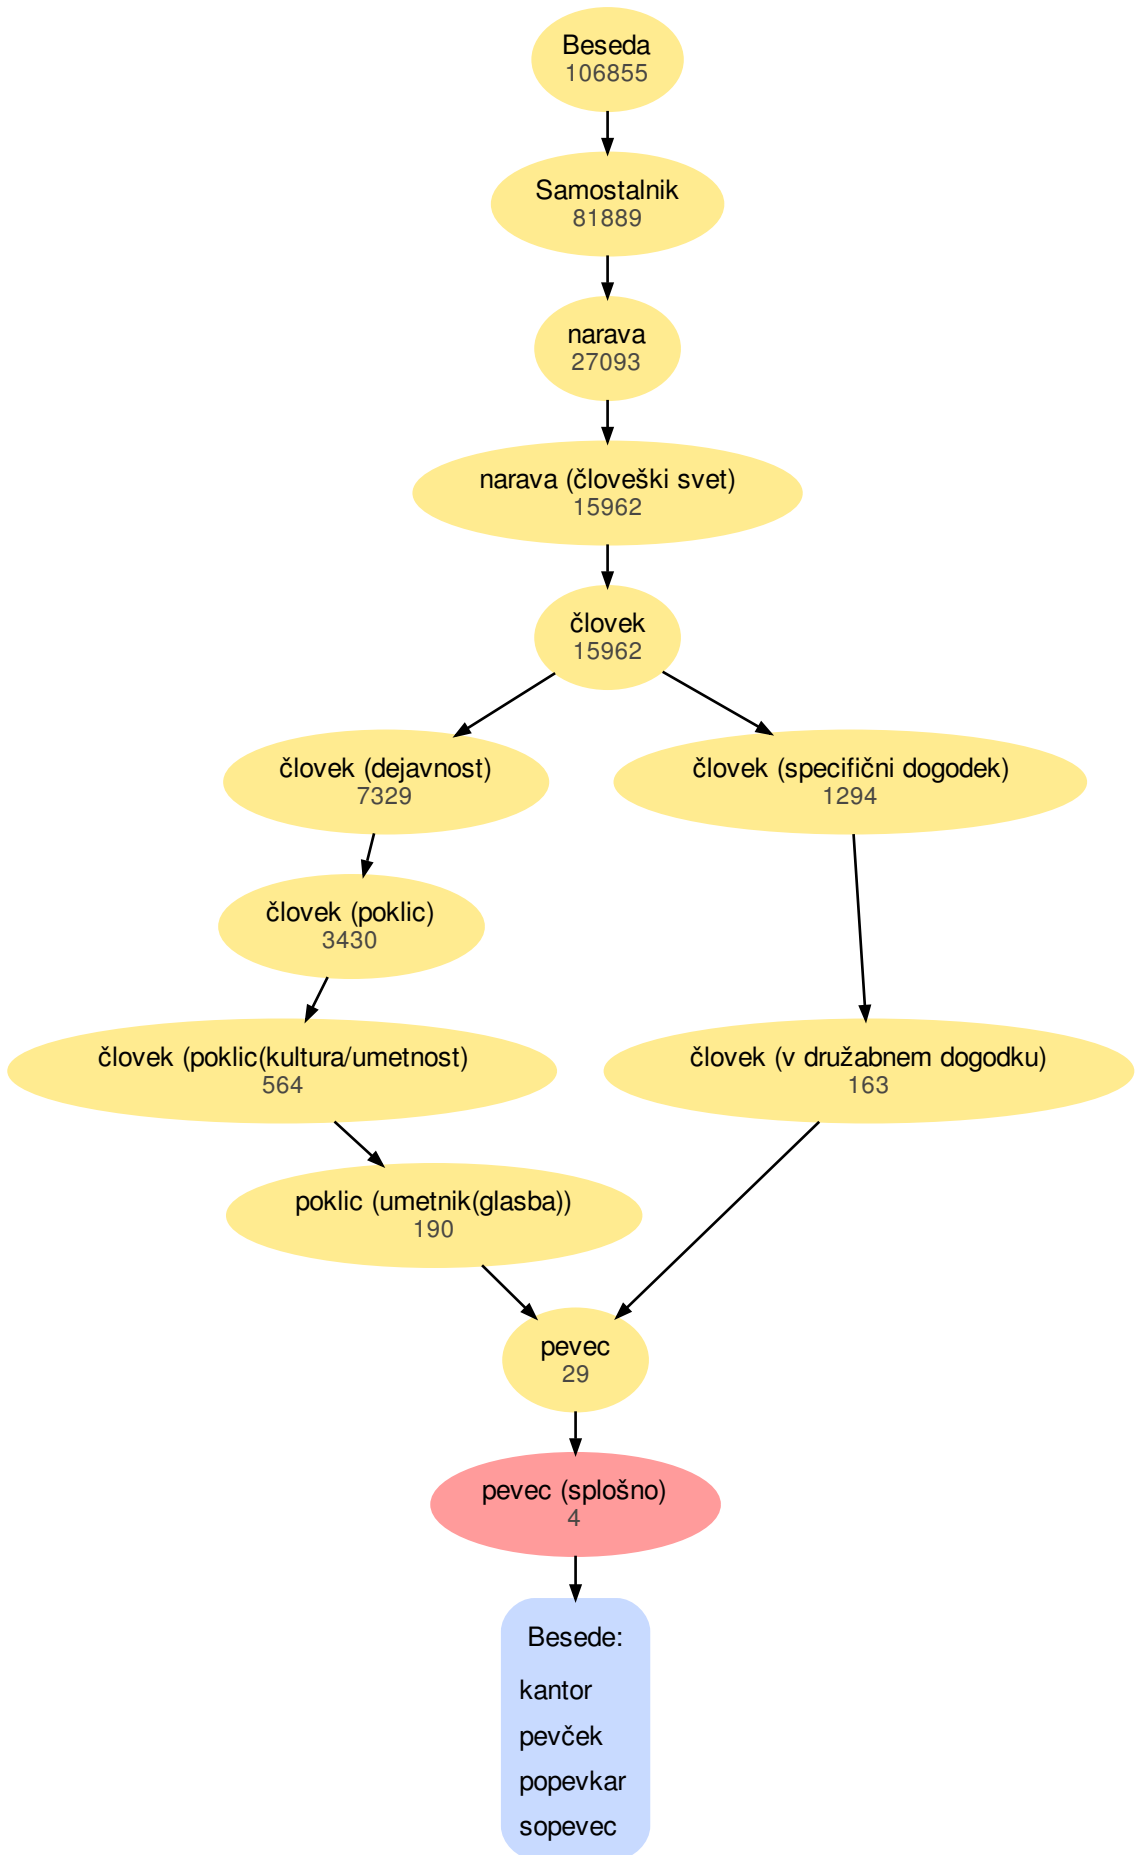 Beseda
106855
Samostalnik
81889
narava
27093
narava (človeški svet)
15962
človek
15962
človek (dejavnost)
7329
človek (specifični dogodek)
1294
človek (poklic)
3430
človek (poklic(kultura/umetnost)
564
človek (v družabnem dogodku)
163
poklic (umetnik(glasba))
190
pevec
29
pevec (splošno)
4
Besede:
kantor
pevček
popevkar
sopevec